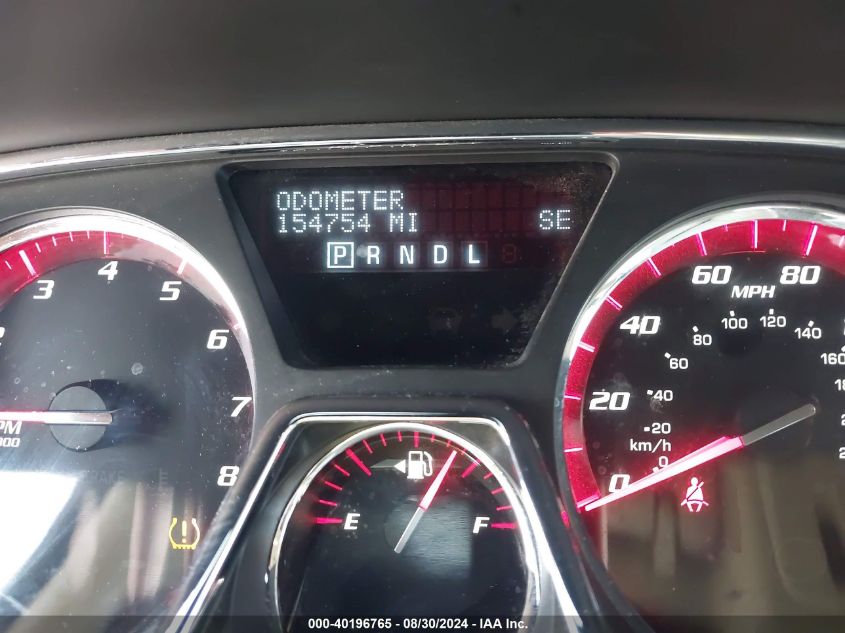 ODOMETER
154754 MI SE
P R N D L
3 4 5 6 7 8
E F
0 20 40 60 80
MPH
20 40 60 80 100 120 140 160
km/h
0
000-40196765 / 08/30/2024 - IAA Inc.